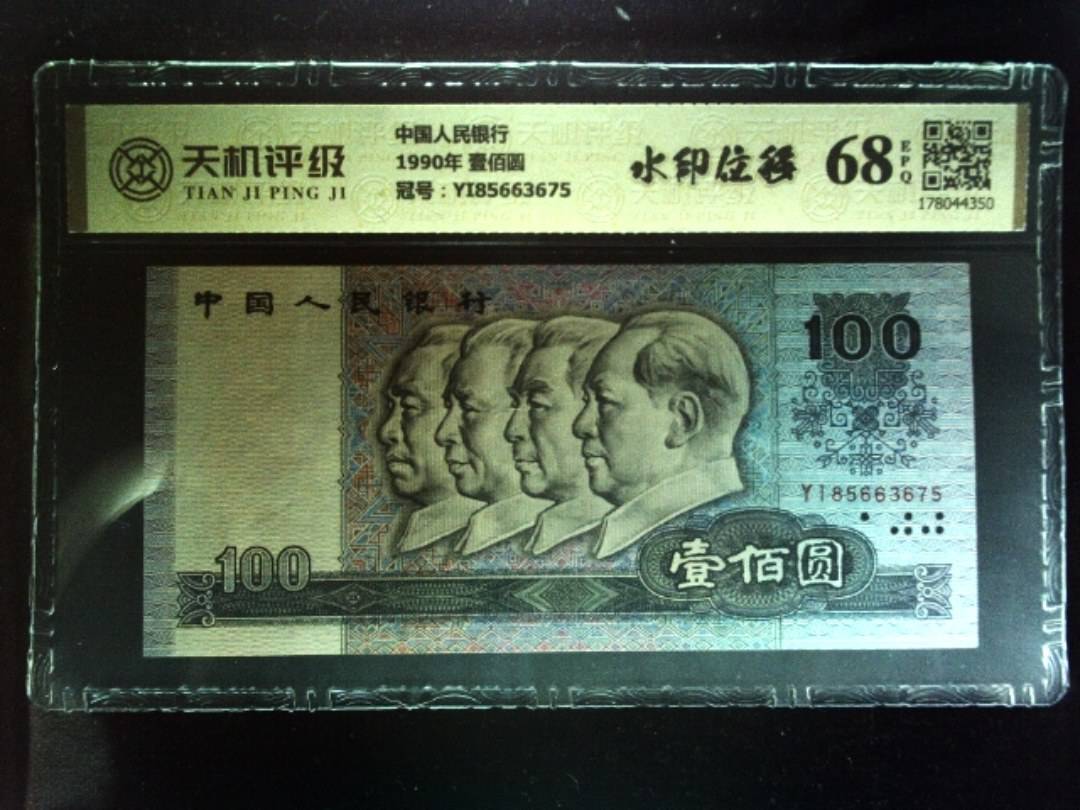 天机评级
TIAN JI PING JI
中国人民银行
1990年 壹佰圆
冠号：YI85663675
水印位移
68
EPQ
178044350
中国人民银行
100
YI85663675
100
壹佰圆